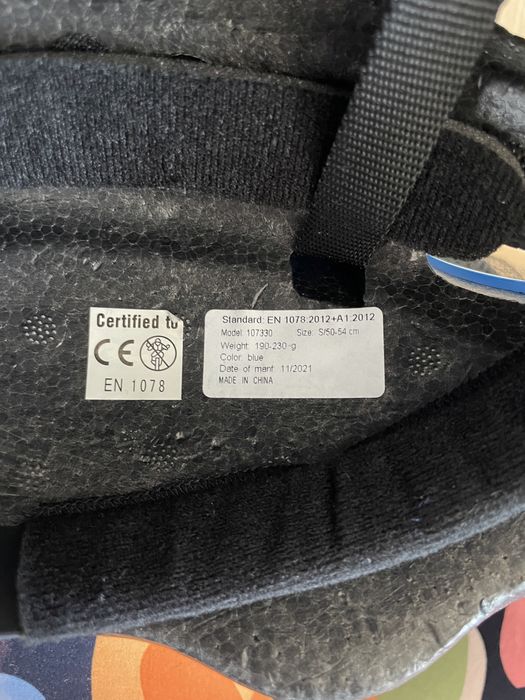 Certified to
CE
EN 1078
Standard: EN 1078:2012+A1:2012
Model: 107330 Size: S/50-54 cm
Weight: 190-230 g
Color: blue
Date of manf: 11/2021
MADE IN CHINA